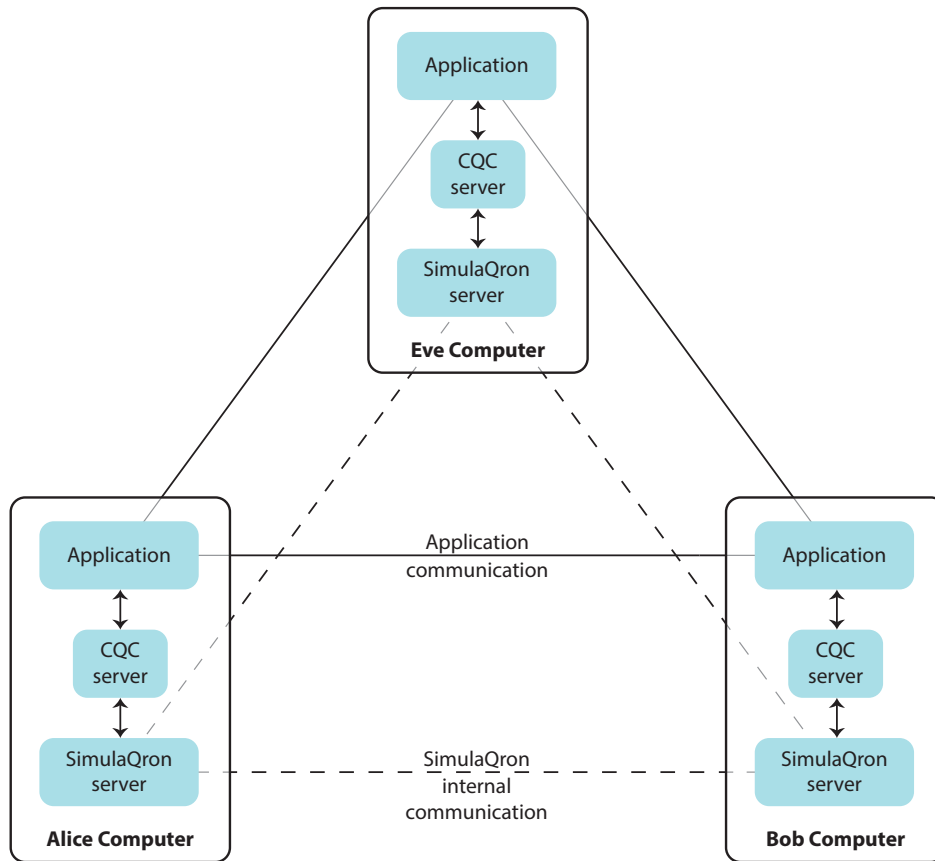 Application
CQC
server
SimulaQron
server
Eve Computer
Application
CQC
server
SimulaQron
server
Alice Computer
Application
communication
SimulaQron
internal
communication
Application
CQC
server
SimulaQron
server
Bob Computer